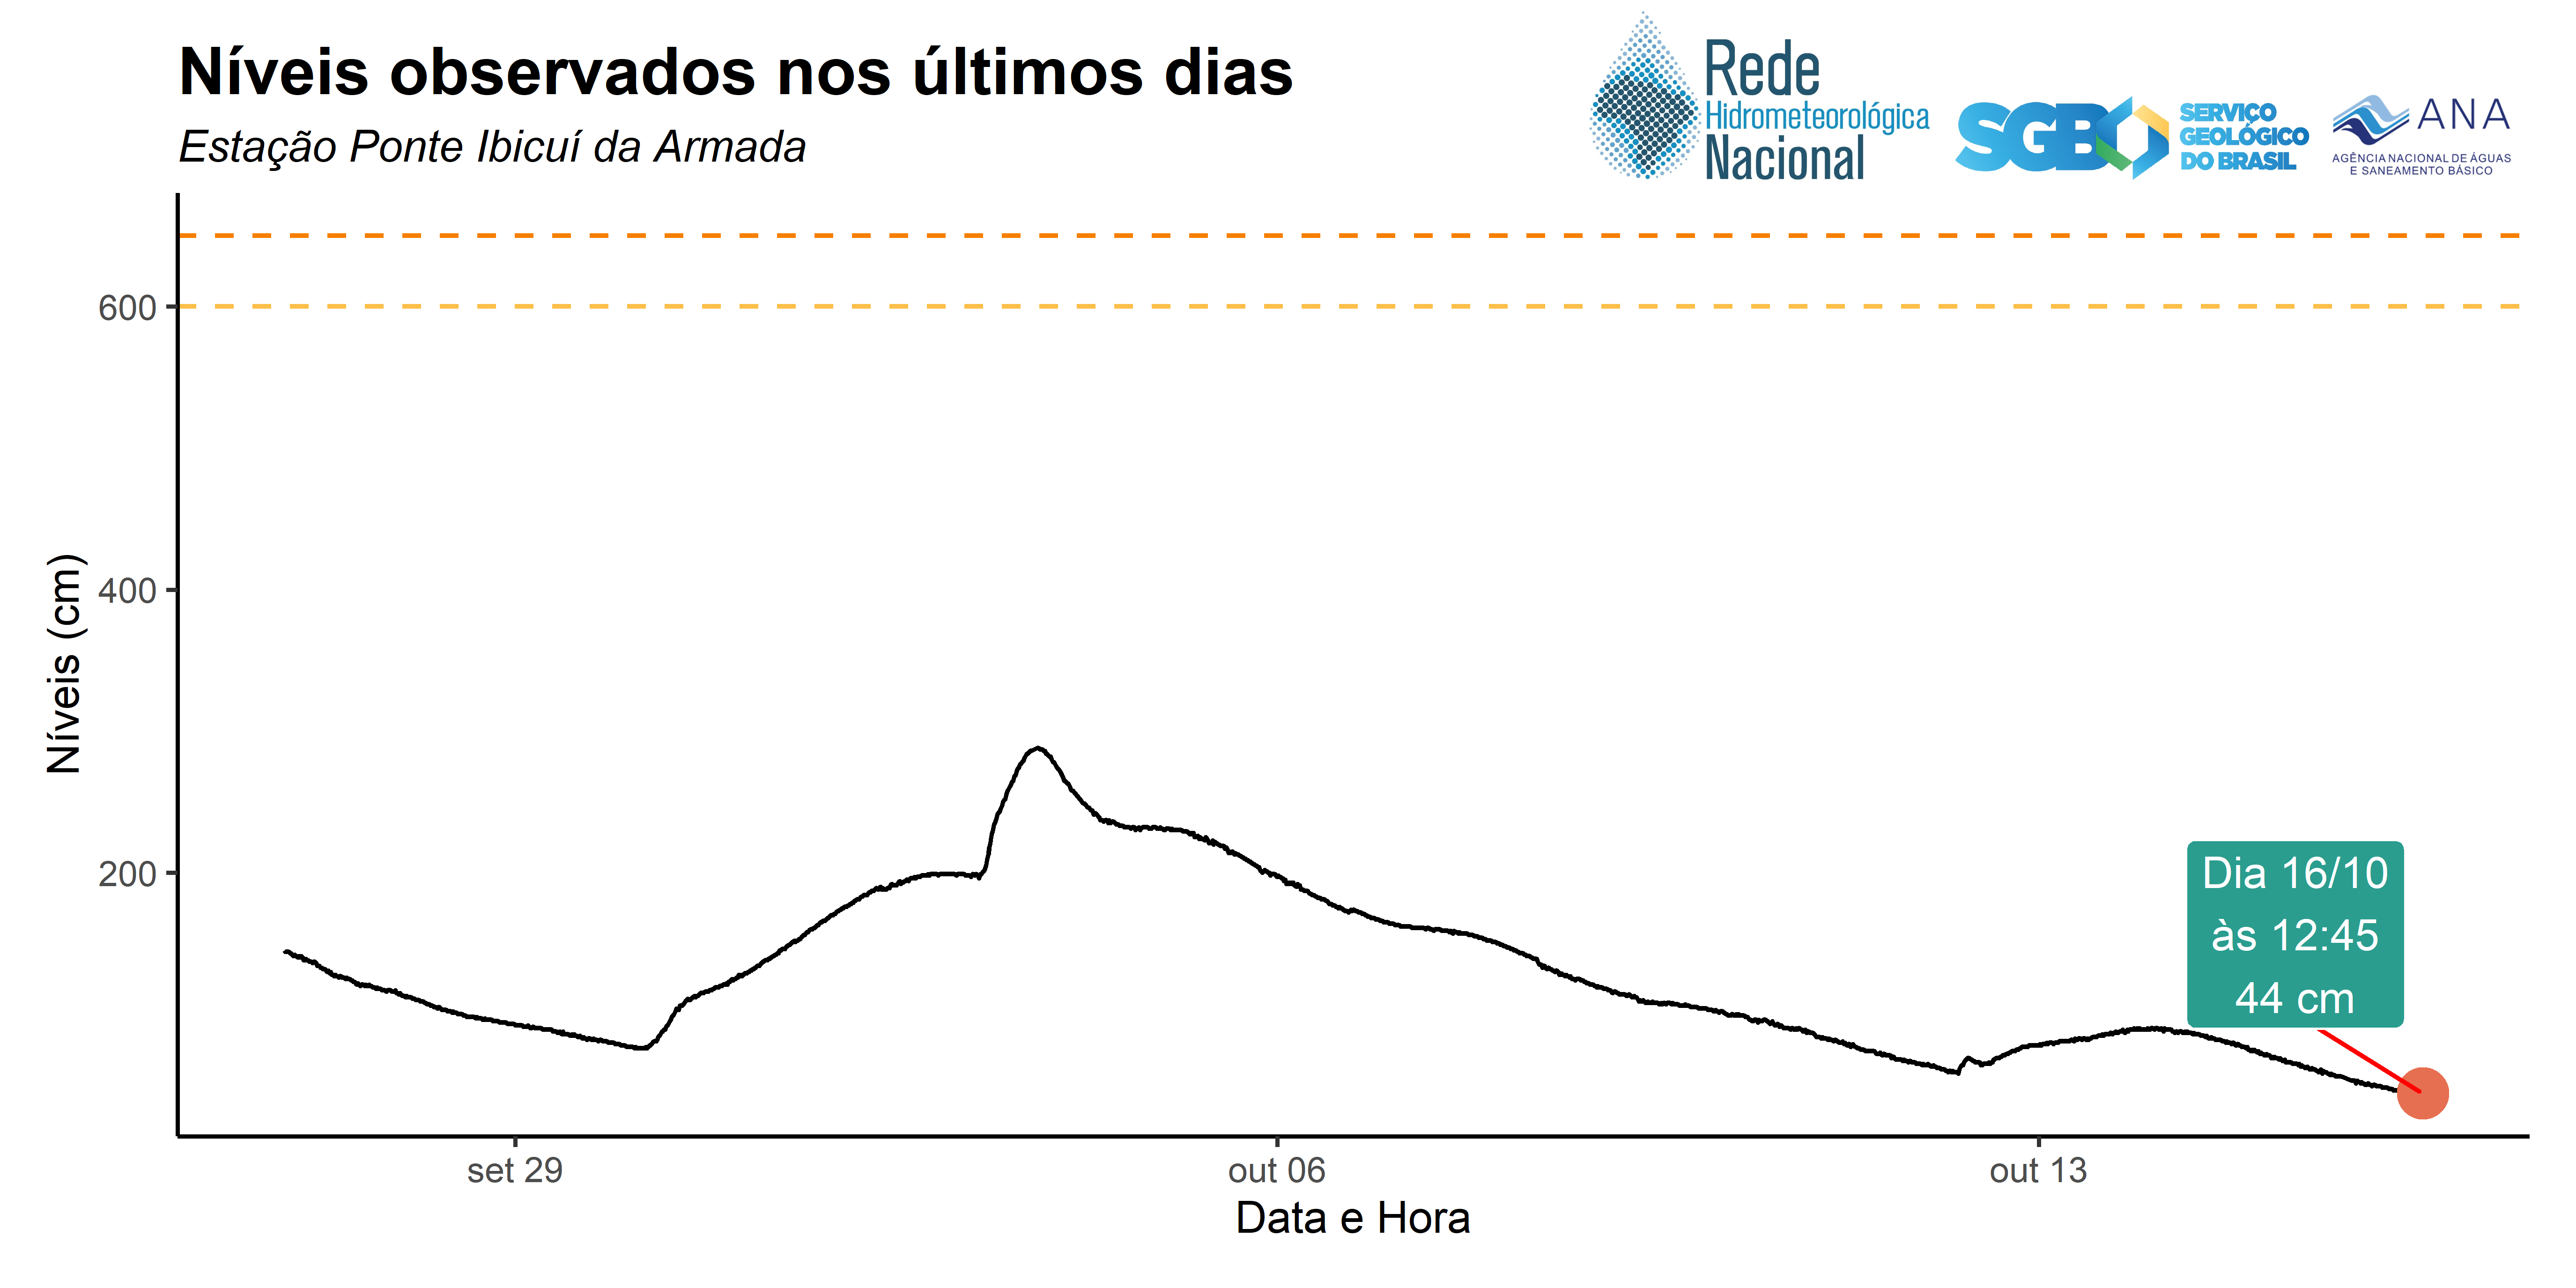 Níveis observados nos últimos dias
Estação Ponte Ibicuí da Armada
Rede
Hidrometeorológica
Nacional
SGB
SERVIÇO
GEOLÓGICO
DO BRASIL
ANA
AGÊNCIA NACIONAL DE ÁGUAS
E SANEAMENTO BÁSICO
Níveis (cm)
600
400
200
Dia 16/10
às 12:45
44 cm
set 29
out 06
out 13
Data e Hora